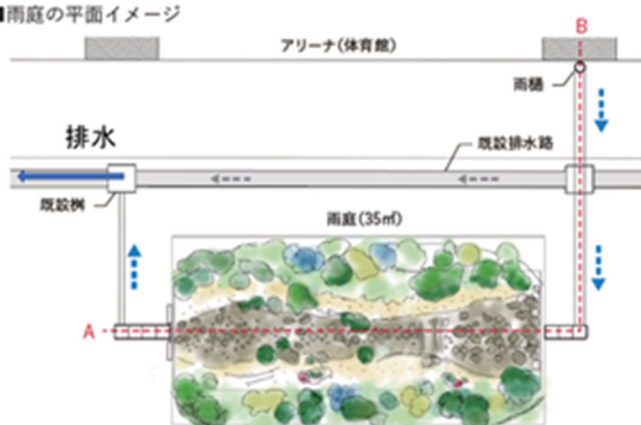 ■雨庭の平面イメージ
B
アリーナ(体育館)
雨樋
排水
既設排水路
既設桝
雨庭(35㎡)
A